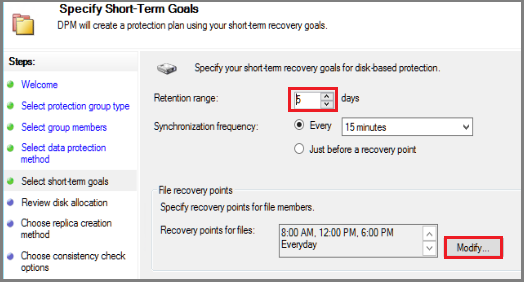 Specify Short-Term Goals
DPM will create a protection plan using your short-term recovery goals.
Steps:
Welcome
Select protection group type
Select group members
Select data protection
method
Select short-term goals
Review disk allocation
Choose replica creation
method
Choose consistency check
options
Specify your short-term recovery goals for disk-based protection.
Retention range: 5 days
Synchronization frequency: Every 15 minutes
Just before a recovery point
File recovery points
Specify recovery points for file members.
Recovery points for files: 8:00 AM, 12:00 PM, 6:00 PM
Everyday
Modify...